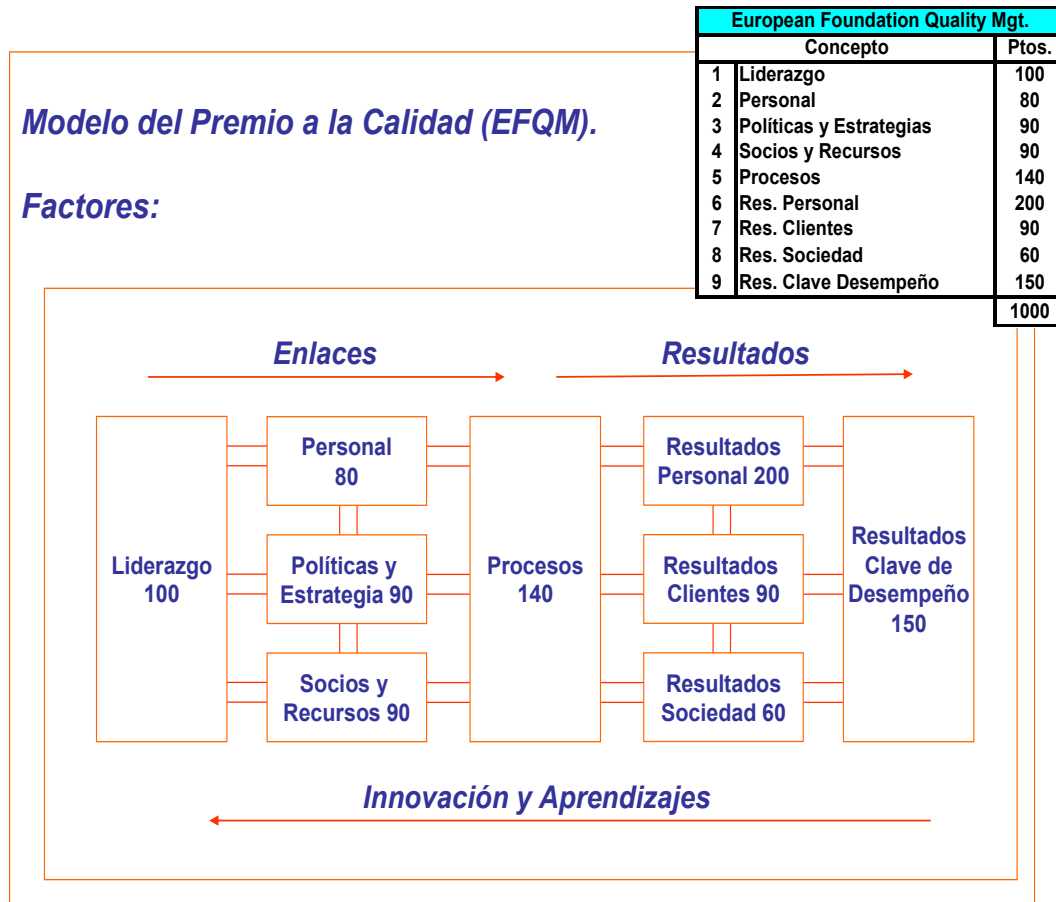 European Foundation Quality Mgt.
Concepto Ptos.
1 Liderazgo 100
2 Personal 80
3 Políticas y Estrategias 90
4 Socios y Recursos 90
5 Procesos 140
6 Res. Personal 200
7 Res. Clientes 90
8 Res. Sociedad 60
9 Res. Clave Desempeño 150
1000
Modelo del Premio a la Calidad (EFQM).
Factores:
Enlaces
Resultados
Liderazgo
100
Personal
80
Políticas y
Estrategia 90
Socios y
Recursos 90
Procesos
140
Resultados
Personal 200
Resultados
Clientes 90
Resultados
Sociedad 60
Resultados
Clave de
Desempeño
150
Innovación y Aprendizajes